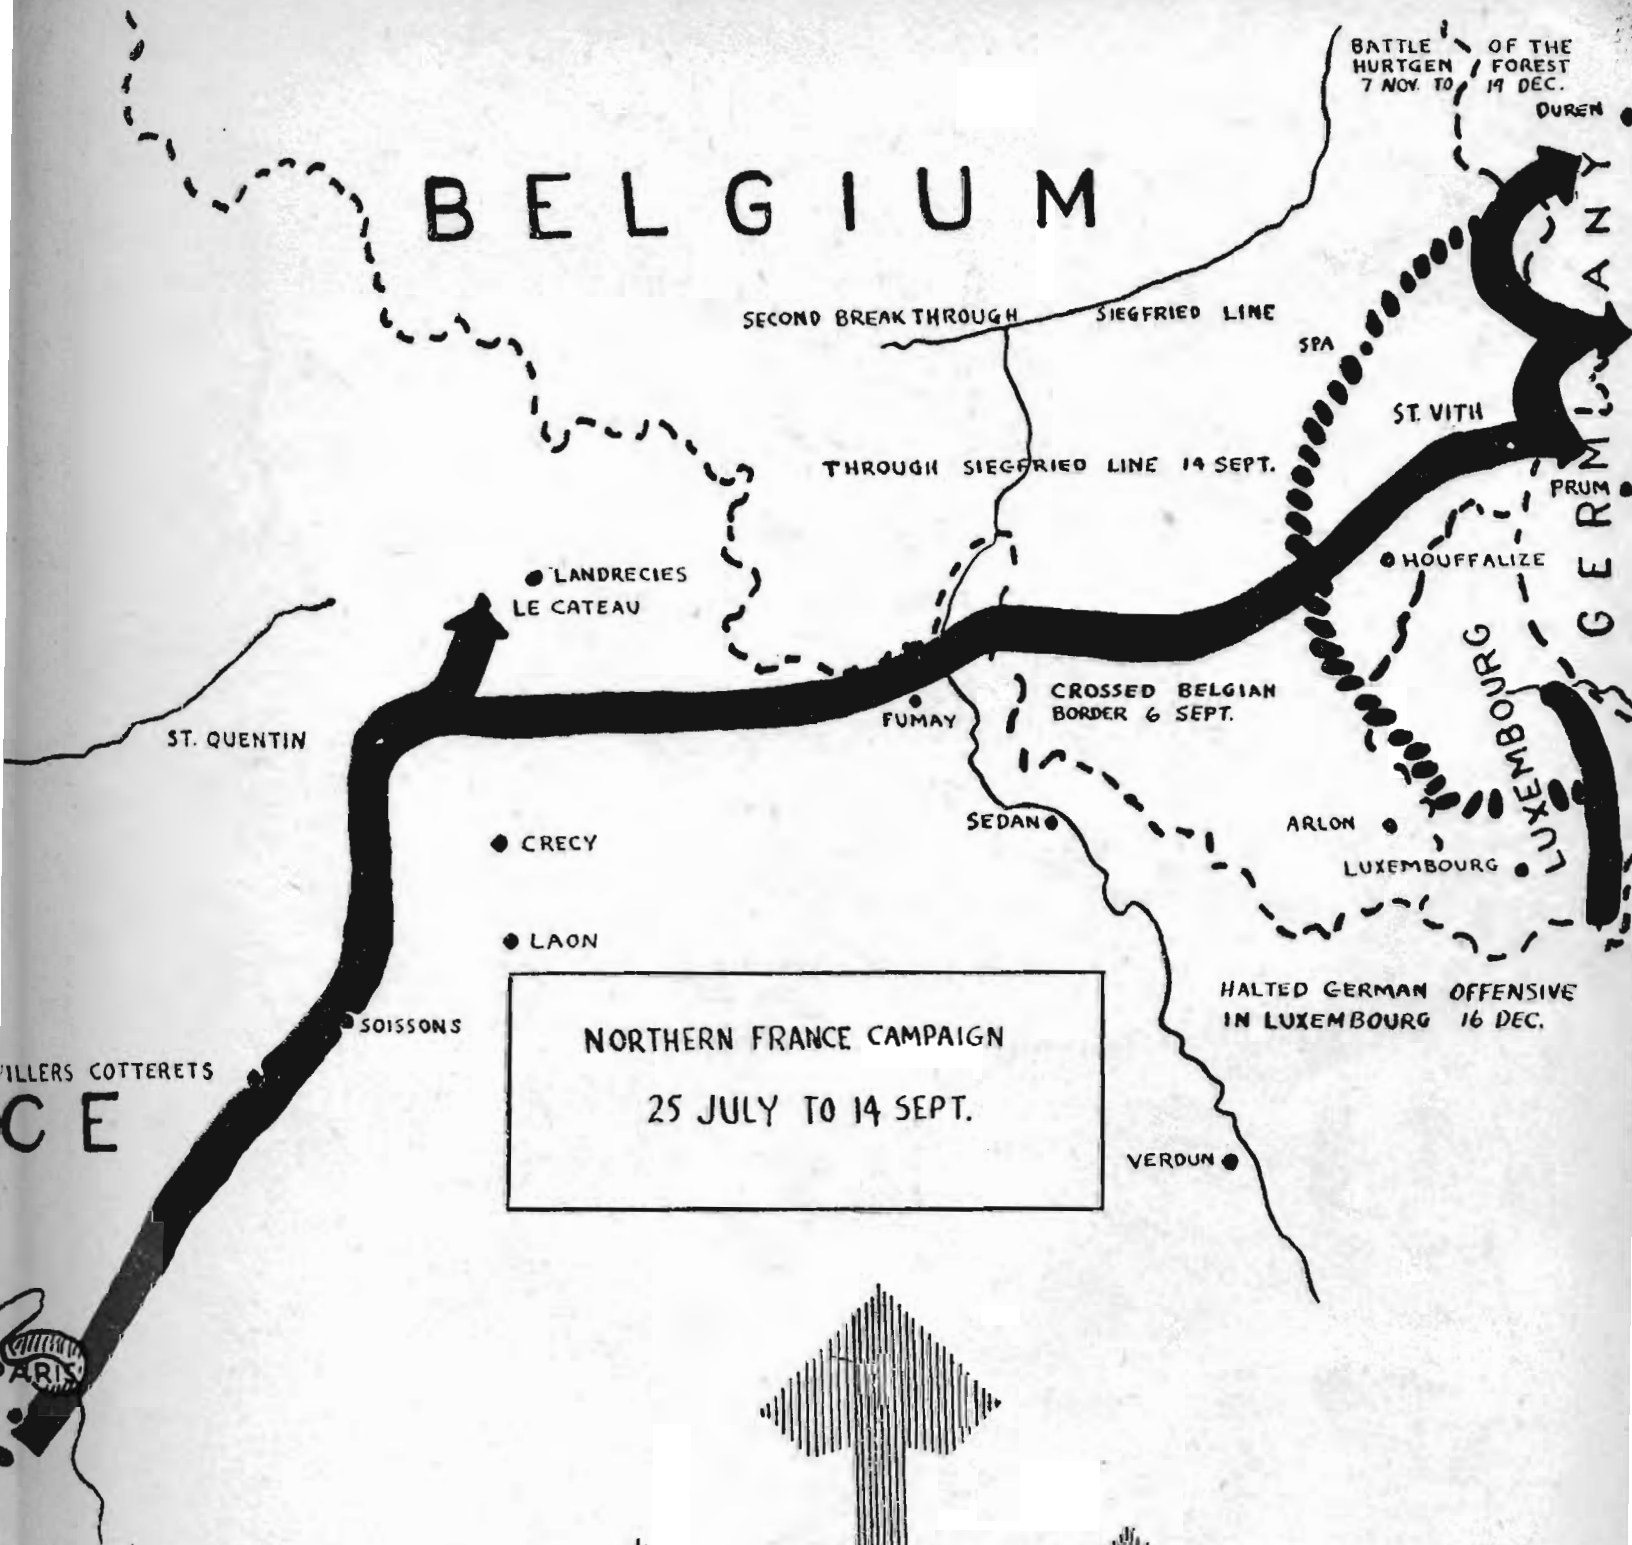 BATTLE OF THE
HURTGEN FOREST
7 NOV. TO 19 DEC.
DUREN
BELGIUM
SECOND BREAKTHROUGH SIEGFRIED LINE
SPA
ST. VITH
THROUGH SIEGFRIED LINE 14 SEPT.
PRUM
GERMANY
HOUFFALIZE
LANDRECIES
LE CATEAU
LUXEMBOURG
CROSSED BELGIAN
BORDER 6 SEPT.
FUMAY
ST. QUENTIN
SEDAN
ARLON
CRECY
LUXEMBOURG
LAON
HALTED GERMAN OFFENSIVE
IN LUXEMBOURG 16 DEC.
SOISSONS
NORTHERN FRANCE CAMPAIGN
25 JULY TO 14 SEPT.
VILLERS COTTERETS
CE
VERDUN
PARIS